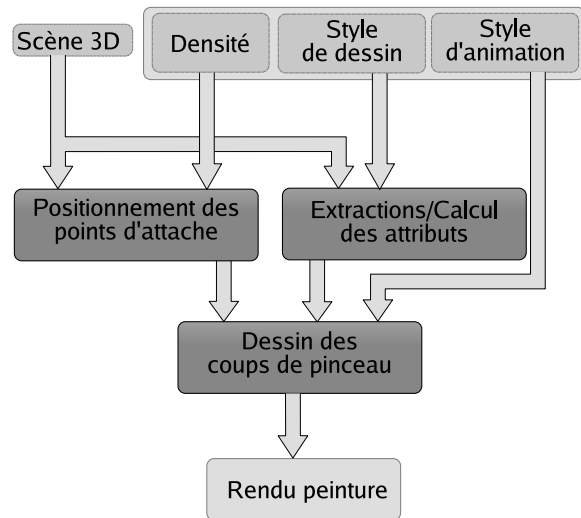 Scène 3D
Densité
Style
de dessin
Style
d'animation
Positionnement des
points d'attache
Extractions/Calcul
des attributs
Dessin des
coups de pinceau
Rendu peinture